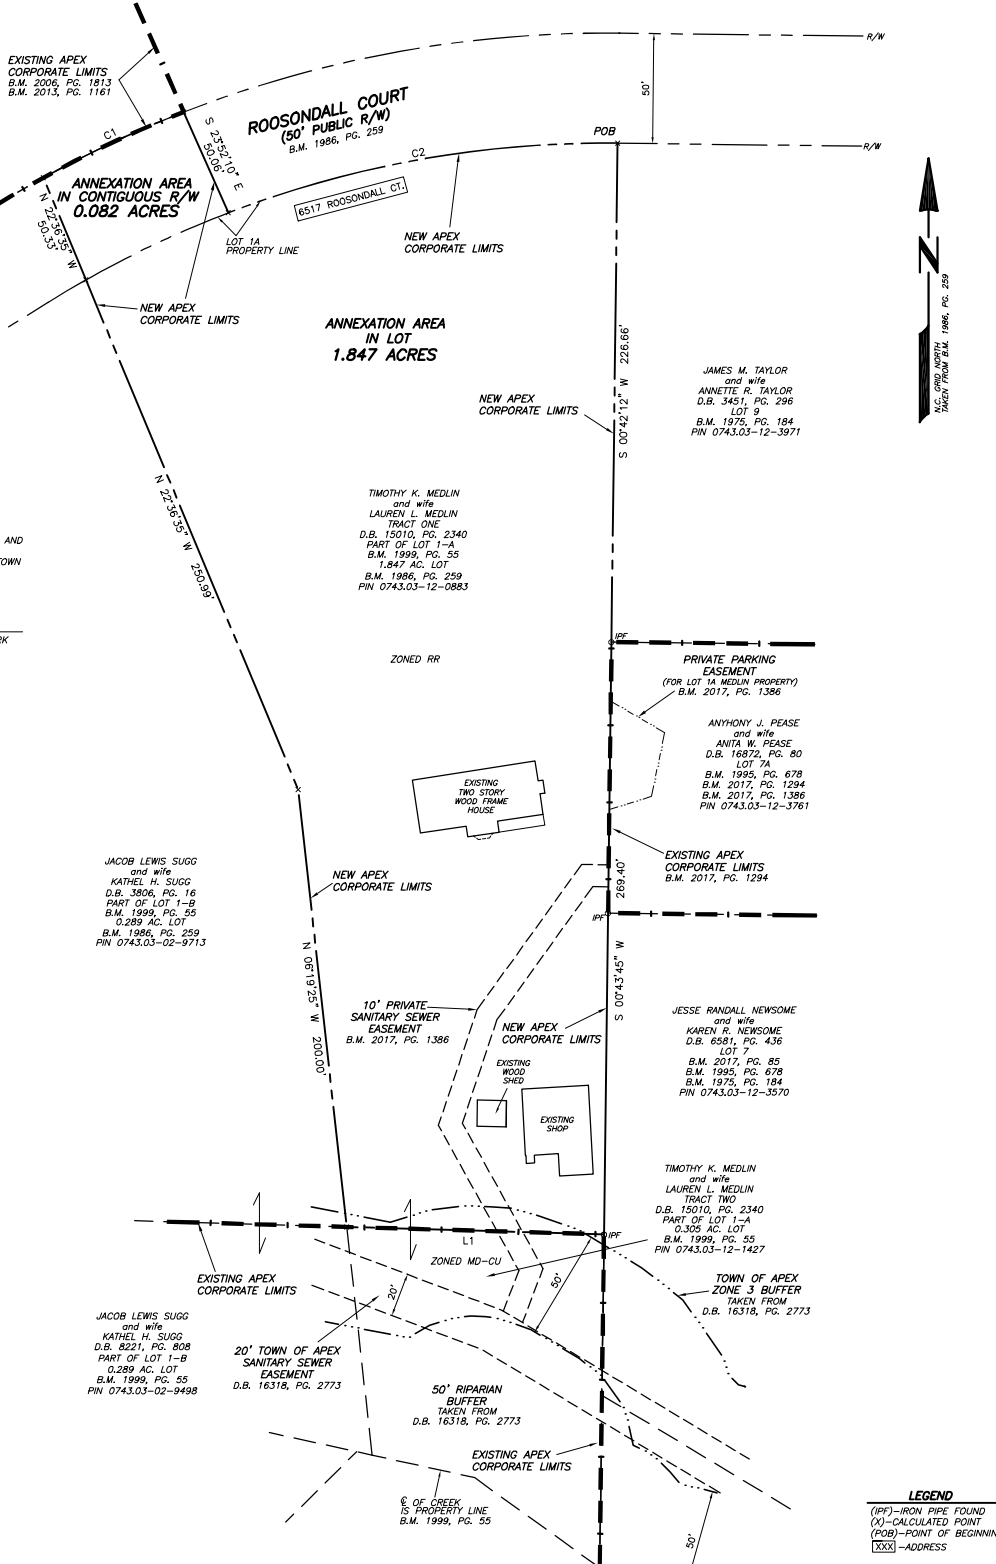 EXISTING APEX
CORPORATE LIMITS
B.M. 2006, PG. 1813
B.M. 2013, PG. 1161
C1
S 23°52'10" E
50.06'
ROOSONDALL COURT
(50' PUBLIC R/W)
B.M. 1986, PG. 259
R/W
50'
POB
R/W
C2
ANNEXATION AREA
IN CONTIGUOUS R/W
0.082 ACRES
N 22°36'35" W
50.33'
6517 ROOSONDALL CT.
LOT 1A
PROPERTY LINE
NEW APEX
CORPORATE LIMITS
NEW APEX
CORPORATE LIMITS
N
N.C. GRID NORTH
TAKEN FROM B.M. 1986, PG. 259
ANNEXATION AREA
IN LOT
1.847 ACRES
S 00°42'12" W 226.66'
NEW APEX
CORPORATE LIMITS
JAMES M. TAYLOR
and wife
ANNETTE R. TAYLOR
D.B. 3451, PG. 296
LOT 9
B.M. 1975, PG. 184
PIN 0743.03-12-3971
N 22°36'35" W 250.99'
TIMOTHY K. MEDLIN
and wife
LAUREN L. MEDLIN
TRACT ONE
D.B. 15010, PG. 2340
PART OF LOT 1-A
B.M. 1999, PG. 55
1.847 AC. LOT
B.M. 1986, PG. 259
PIN 0743.03-12-0883
AND
OWN
RK
ZONED RR
IPF
PRIVATE PARKING
EASEMENT
(FOR LOT 1A MEDLIN PROPERTY)
B.M. 2017, PG. 1386
ANYHONY J. PEASE
and wife
ANITA W. PEASE
D.B. 16872, PG. 80
LOT 7A
B.M. 1995, PG. 678
B.M. 2017, PG. 1294
B.M. 2017, PG. 1386
PIN 0743.03-12-3761
EXISTING
TWO STORY
WOOD FRAME
HOUSE
EXISTING APEX
CORPORATE LIMITS
B.M. 2017, PG. 1294
S 00°43'45" W 269.40'
IPF
JACOB LEWIS SUGG
and wife
KATHEL H. SUGG
D.B. 3806, PG. 16
PART OF LOT 1-B
B.M. 1999, PG. 55
0.289 AC. LOT
B.M. 1986, PG. 259
PIN 0743.03-02-9713
NEW APEX
CORPORATE LIMITS
N 06°19'25" W 200.00'
10' PRIVATE
SANITARY SEWER
EASEMENT
B.M. 2017, PG. 1386
NEW APEX
CORPORATE LIMITS
EXISTING
WOOD
SHED
EXISTING
SHOP
JESSE RANDALL NEWSOME
and wife
KAREN R. NEWSOME
D.B. 6581, PG. 436
LOT 7
B.M. 2017, PG. 85
B.M. 1995, PG. 678
B.M. 1975, PG. 184
PIN 0743.03-12-3570
TIMOTHY K. MEDLIN
and wife
LAUREN L. MEDLIN
TRACT TWO
D.B. 15010, PG. 2340
PART OF LOT 1-A
0.305 AC. LOT
B.M. 1999, PG. 55
PIN 0743.03-12-1427
L1
IPF
ZONED MD-CU
50'
20'
EXISTING APEX
CORPORATE LIMITS
TOWN OF APEX
ZONE 3 BUFFER
TAKEN FROM
D.B. 16318, PG. 2773
JACOB LEWIS SUGG
and wife
KATHEL H. SUGG
D.B. 8221, PG. 808
PART OF LOT 1-B
0.289 AC. LOT
B.M. 1999, PG. 55
PIN 0743.03-02-9498
20' TOWN OF APEX
SANITARY SEWER
EASEMENT
D.B. 16318, PG. 2773
50' RIPARIAN
BUFFER
TAKEN FROM
D.B. 16318, PG. 2773
EXISTING APEX
CORPORATE LIMITS
℄ OF CREEK
IS PROPERTY LINE
B.M. 1999, PG. 55
50'
LEGEND
(IPF)-IRON PIPE FOUND
(X)-CALCULATED POINT
(POB)-POINT OF BEGINNIN
XXX -ADDRESS